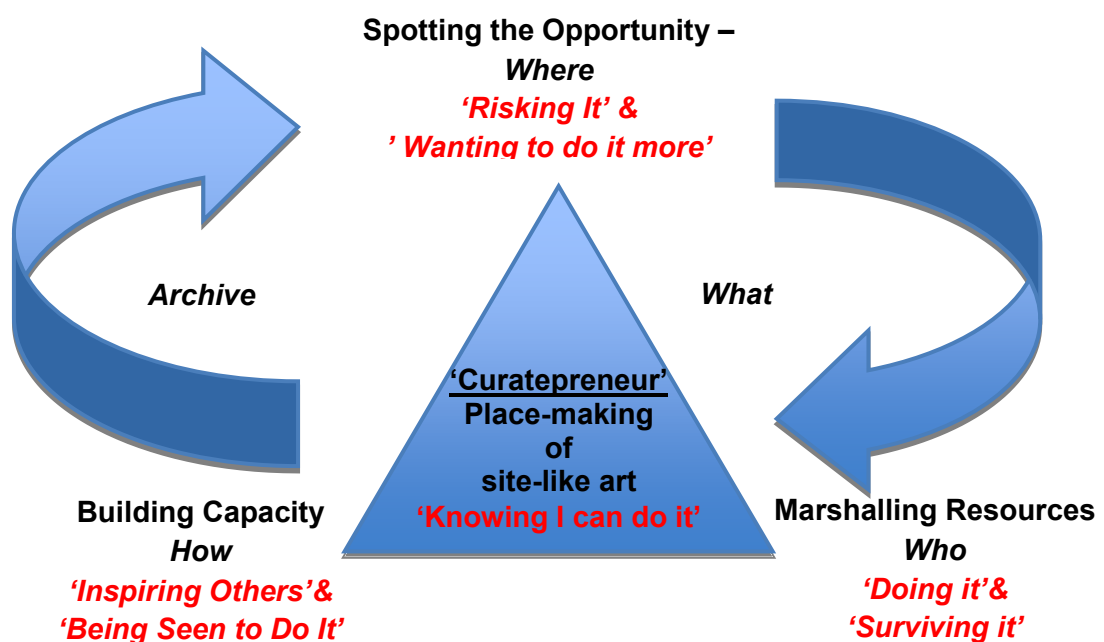 Spotting the Opportunity –
Where
‘Risking It’ &
’ Wanting to do it more’
Archive
What
‘Curatepreneur’
Place-making
of
site-like art
‘Knowing I can do it’
Building Capacity
How
‘Inspiring Others’&
‘Being Seen to Do It’
Marshalling Resources
Who
‘Doing it’&
‘Surviving it’